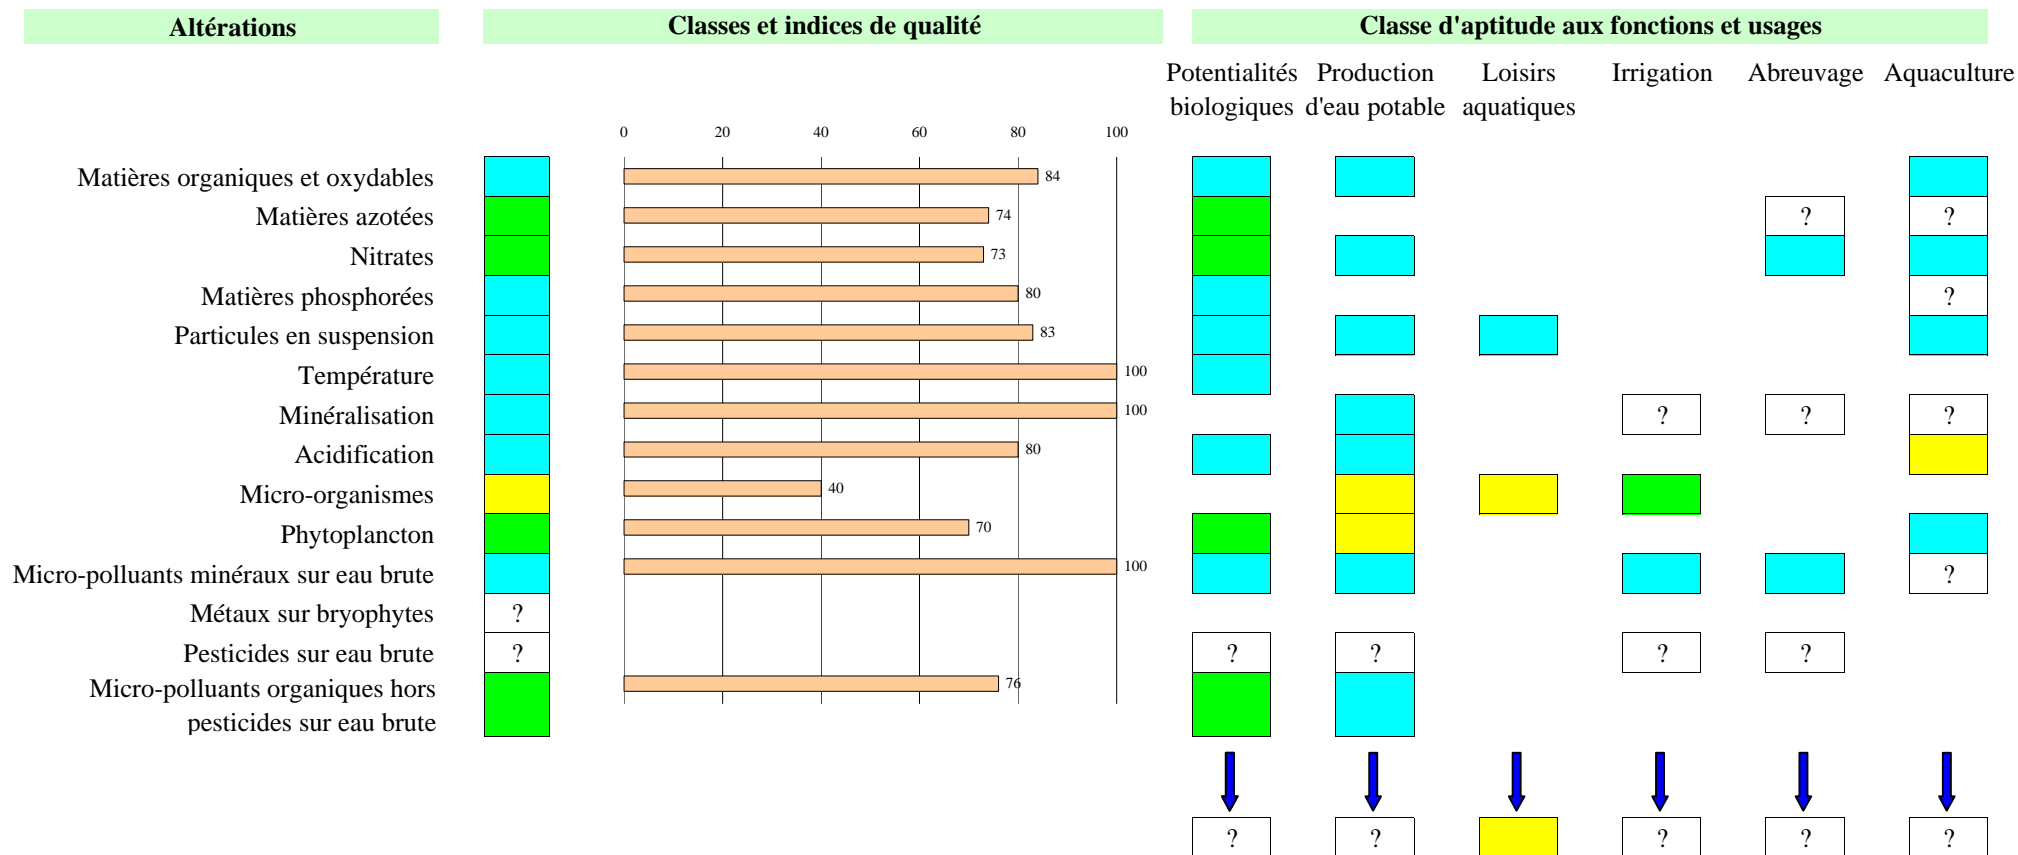 Altérations Classes et indices de qualité Classe d'aptitude aux fonctions et usages
Potentialités Production Loisirs Irrigation Abreuvage Aquaculture
biologiques d'eau potable aquatiques
0 20 40 60 80 100
Matières organiques et oxydables 84
Matières azotées 74 ? ?
Nitrates 73
Matières phosphorées 80 ?
Particules en suspension 83
Température 100
Minéralisation 100 ? ? ?
Acidification 80
Micro-organismes 40
Phytoplancton 70
Micro-polluants minéraux sur eau brute 100 ?
Métaux sur bryophytes ?
Pesticides sur eau brute ? ? ? ? ?
Micro-polluants organiques hors 76
pesticides sur eau brute
? ? ? ? ?